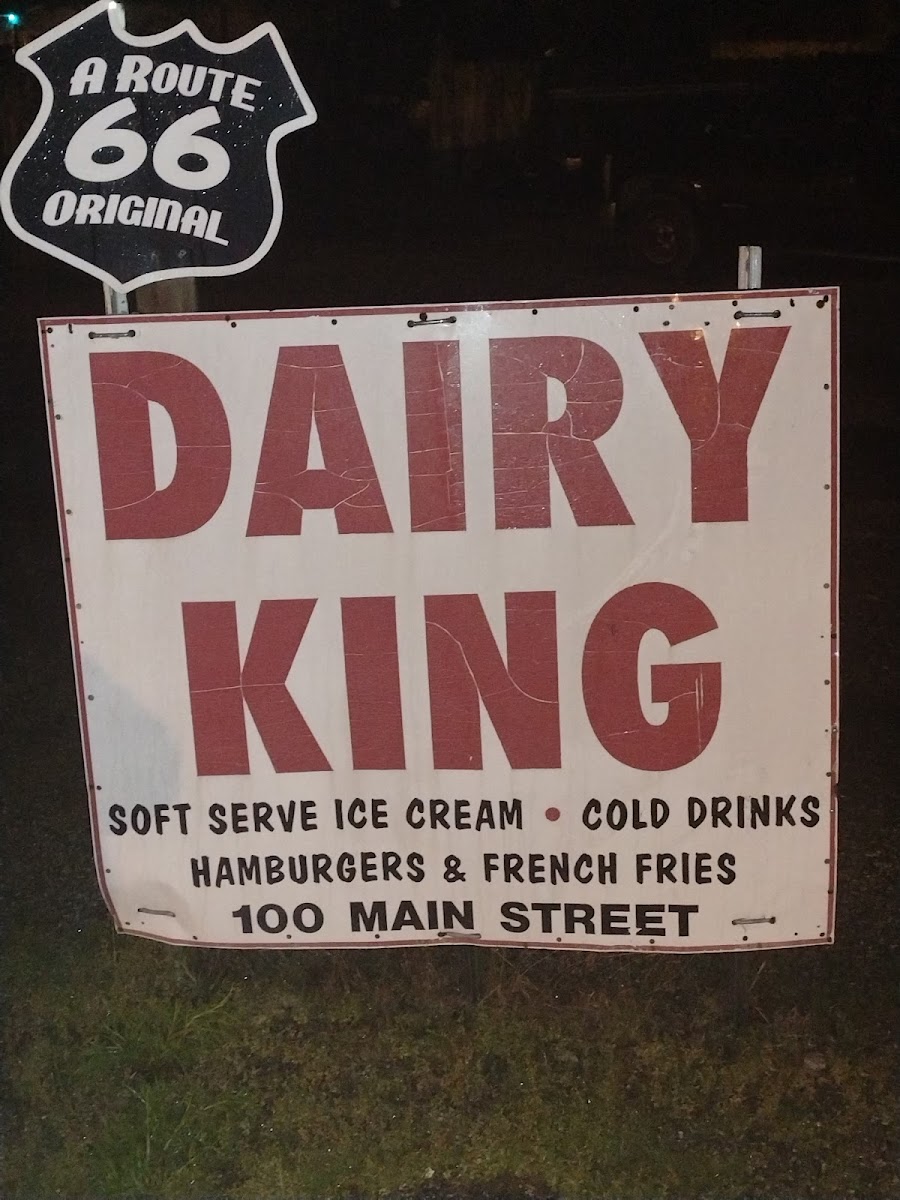 A ROUTE
66
ORIGINAL
DAIRY
KING
SOFT SERVE ICE CREAM • COLD DRINKS
HAMBURGERS & FRENCH FRIES
100 MAIN STREET